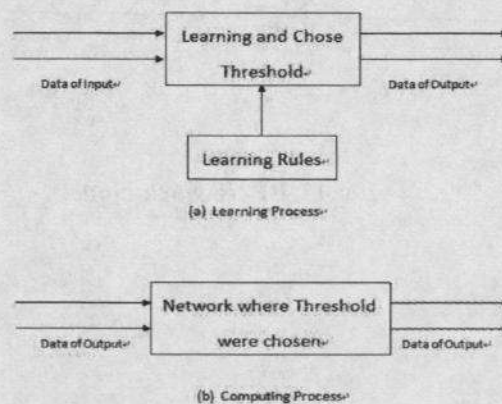 Learning and Chose
Threshold
Data of Input
Data of Output
Learning Rules
(a) Learning Process
Network where Threshold
were chosen
Data of Output
Data of Output
(b) Computing Process